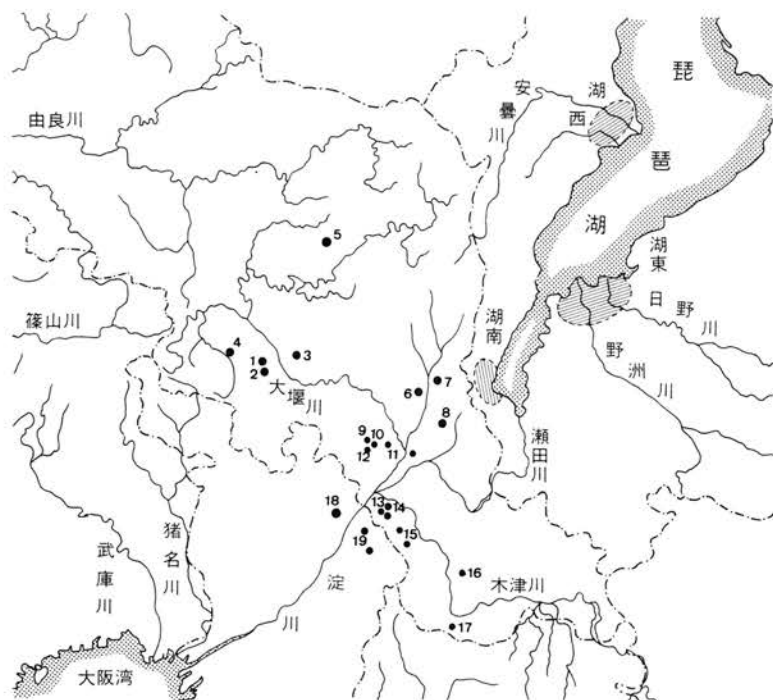 琵琶湖
安曇川
湖西
由良川
5
湖東
日野川
野洲川
湖南
篠山川
4
1
2
3
大堰川
6
7
8
瀬田川
9
10
11
12
13
14
15
18
19
猪名川
武庫川
淀川
16
木津川
17
大阪湾